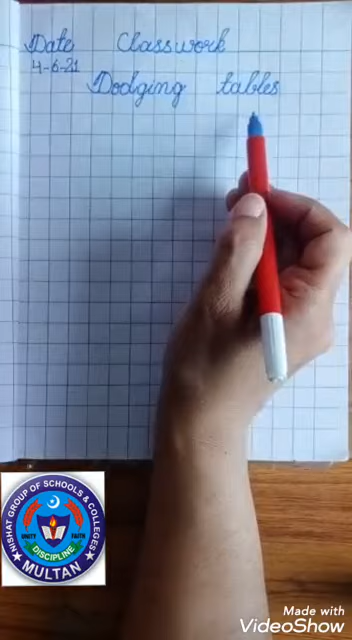 Date Classwork
4-6-21
Dodging tables
NISHAT GROUP OF SCHOOLS & COLLEGES
UNITY FAITH
DISCIPLINE
MULTAN
Made with
VideoShow